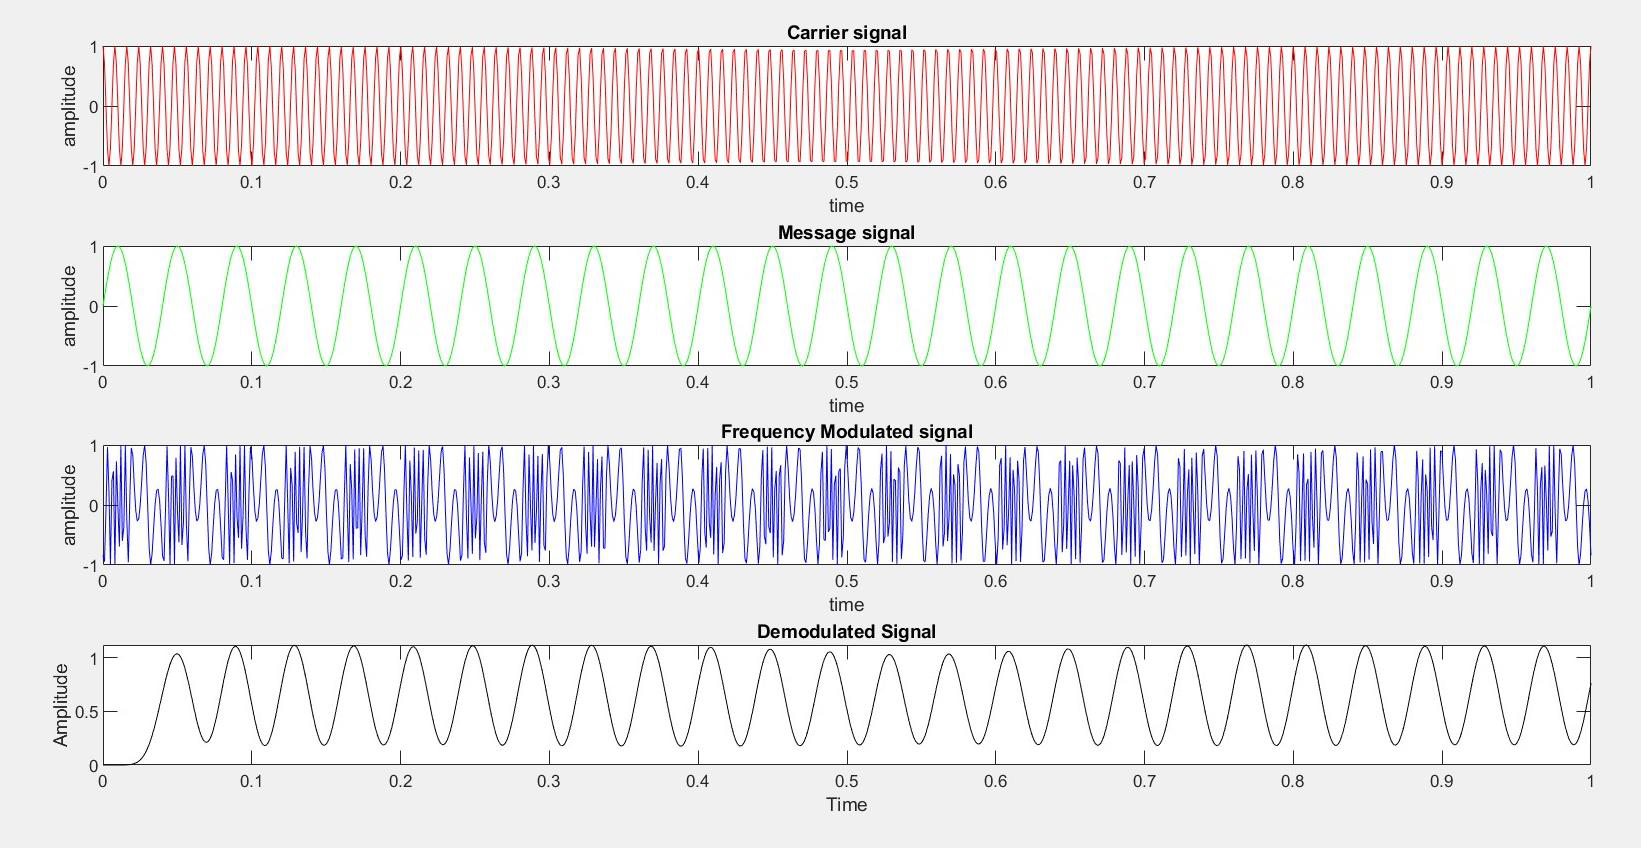 Carrier signal
1
0
-1
amplitude
0 0.1 0.2 0.3 0.4 0.5 0.6 0.7 0.8 0.9 1
time
Message signal
1
0
-1
amplitude
0 0.1 0.2 0.3 0.4 0.5 0.6 0.7 0.8 0.9 1
time
Frequency Modulated signal
1
0
-1
amplitude
0 0.1 0.2 0.3 0.4 0.5 0.6 0.7 0.8 0.9 1
time
Demodulated Signal
1
0.5
0
Amplitude
0 0.1 0.2 0.3 0.4 0.5 0.6 0.7 0.8 0.9 1
Time